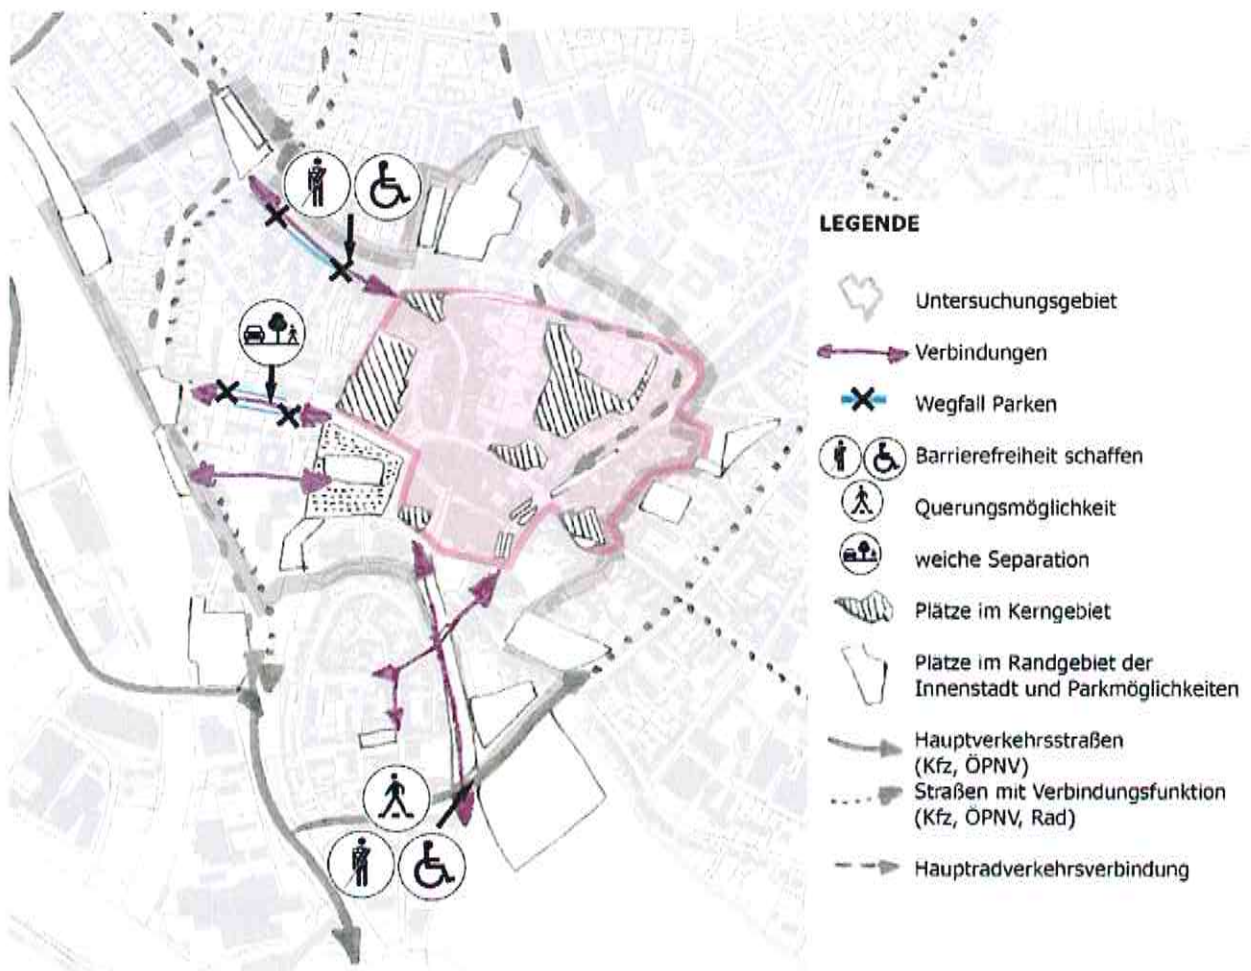 LEGENDE
Untersuchungsgebiet
Verbindungen
Wegfall Parken
Barrierefreiheit schaffen
Querungsmöglichkeit
weiche Separation
Plätze im Kerngebiet
Plätze im Randgebiet der
Innenstadt und Parkmöglichkeiten
Hauptverkehrsstraßen
(Kfz, ÖPNV)
Straßen mit Verbindungsfunktion
(Kfz, ÖPNV, Rad)
Hauptradverkehrsverbindung